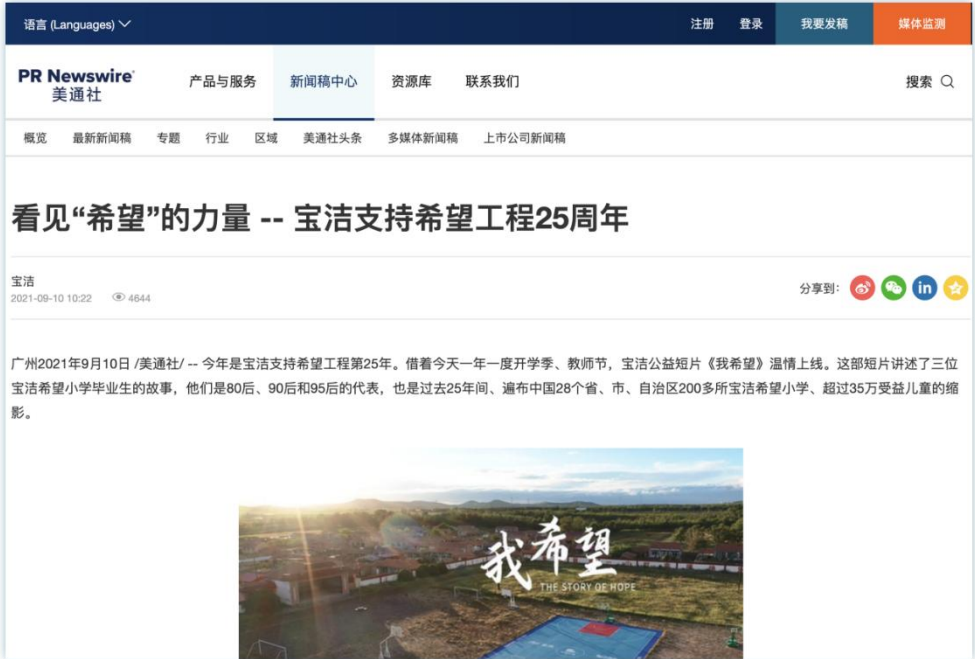 语言 (Languages)
注册 登录 我要发稿 媒体监测
PR Newswire
美通社
产品与服务 新闻稿中心 资源库 联系我们 搜索
概览 最新新闻稿 专题 行业 区域 美通社头条 多媒体新闻稿 上市公司新闻稿
看见“希望”的力量 -- 宝洁支持希望工程25周年
宝洁
2021-09-10 10:22 4644
分享到: in
广州2021年9月10日 /美通社/ -- 今年是宝洁支持希望工程第25年。借着今天一年一度开学季、教师节，宝洁公益短片《我希望》温情上线。这部短片讲述了三位
宝洁希望小学毕业生的故事，他们是80后、90后和95后的代表，也是过去25年间、遍布中国28个省、市、自治区200多所宝洁希望小学、超过35万受益儿童的缩
影。
我希望
THE STORY OF HOPE